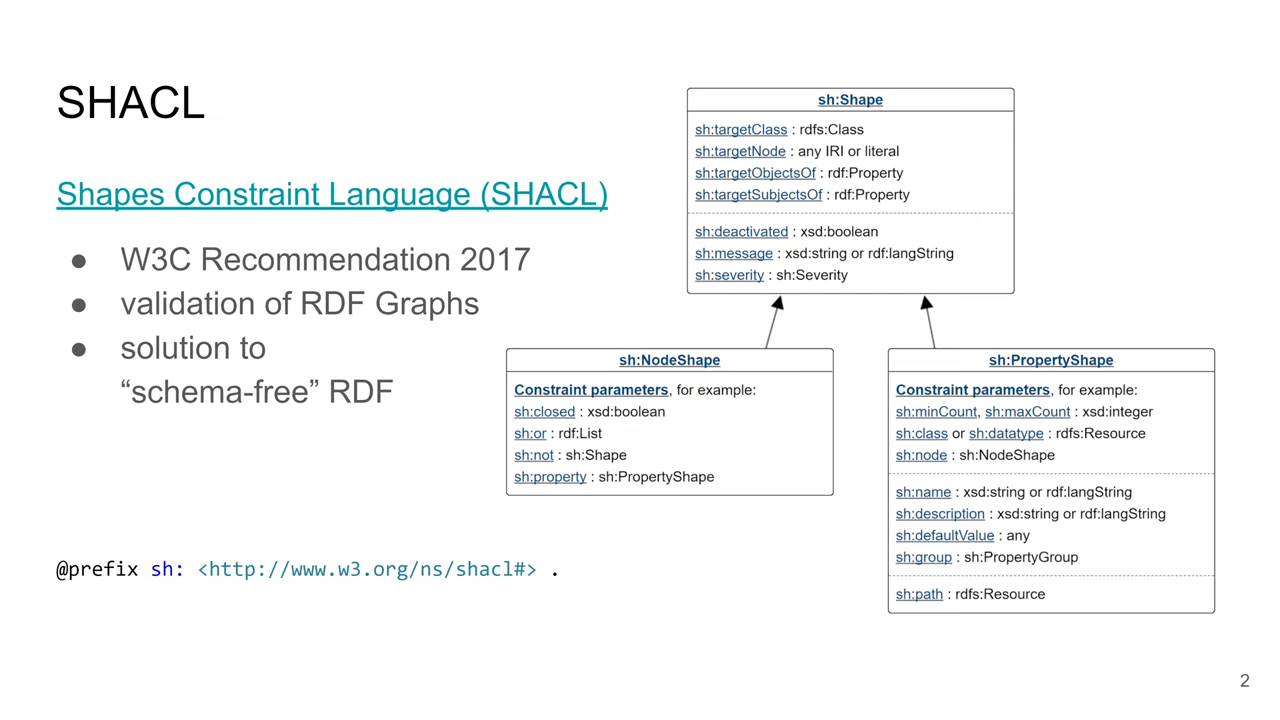 SHACL
Shapes Constraint Language (SHACL)
● W3C Recommendation 2017
● validation of RDF Graphs
● solution to
“schema-free” RDF
@prefix sh: <http://www.w3.org/ns/shacl#> .
sh:Shape
sh:targetClass : rdfs:Class
sh:targetNode : any IRI or literal
sh:targetObjectsOf : rdf:Property
sh:targetSubjectsOf : rdf:Property
sh:deactivated : xsd:boolean
sh:message : xsd:string or rdf:langString
sh:severity : sh:Severity
sh:NodeShape
Constraint parameters, for example:
sh:closed : xsd:boolean
sh:or : rdf:List
sh:not : sh:Shape
sh:property : sh:PropertyShape
sh:PropertyShape
Constraint parameters, for example:
sh:minCount, sh:maxCount : xsd:integer
sh:class or sh:datatype : rdfs:Resource
sh:node : sh:NodeShape
sh:name : xsd:string or rdf:langString
sh:description : xsd:string or rdf:langString
sh:defaultValue : any
sh:group : sh:PropertyGroup
sh:path : rdfs:Resource
2